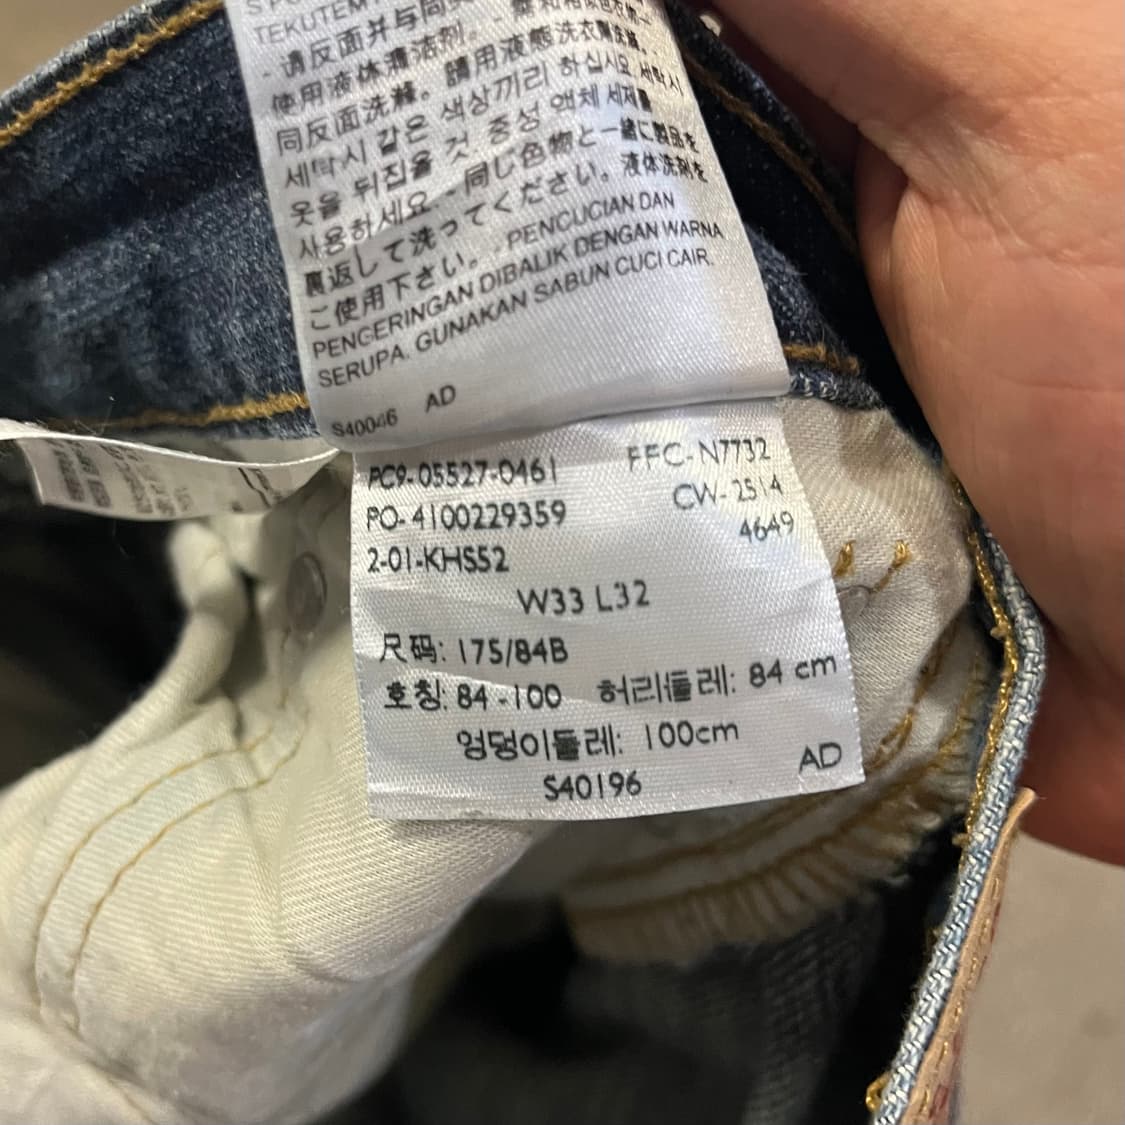 TEKUTEM
- 请反面并与同类
使用液体清洁剂。
同反面洗滌。請用液態洗衣
세탁시 같은 색상끼리 하십시오. 세탁시
옷을 뒤집을 것 중성 액체 세제를
사용하세요. - 同じ色物と一緒に製品を
裏返して洗ってください。液体洗剤を
ご使用下さい。 - PENCUCIAN DAN
PENGERINGAN DIBALIK DENGAN WARNA
SERUPA. GUNAKAN SABUN CUCI CAIR.
S40046 AD
PC9-05527-0461 FFC-N7732
PO-4100229359 CW-2514
2-01-KHS52 4649
W33 L32
尺码: 175/84B
호칭: 84-100 허리둘레: 84 cm
엉덩이둘레: 100cm
S40196 AD